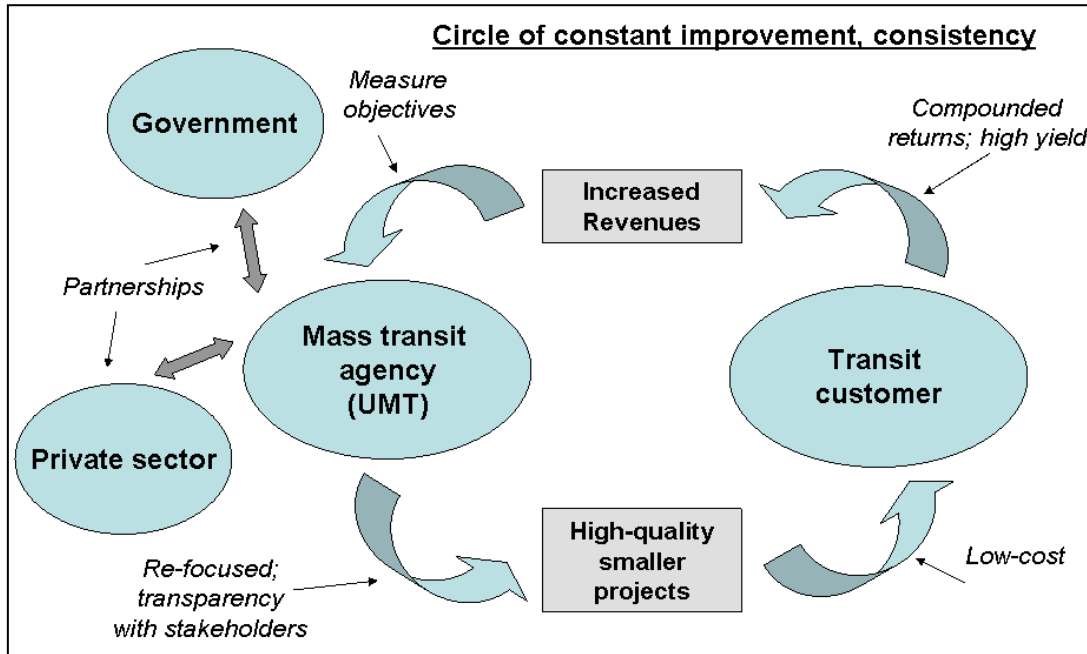 Circle of constant improvement, consistency
Measure
objectives
Government
Compounded
returns; high yield
Increased
Revenues
Partnerships
Mass transit
agency
(UMT)
Transit
customer
Private sector
High-quality
smaller
projects
Re-focused;
transparency
with stakeholders
Low-cost